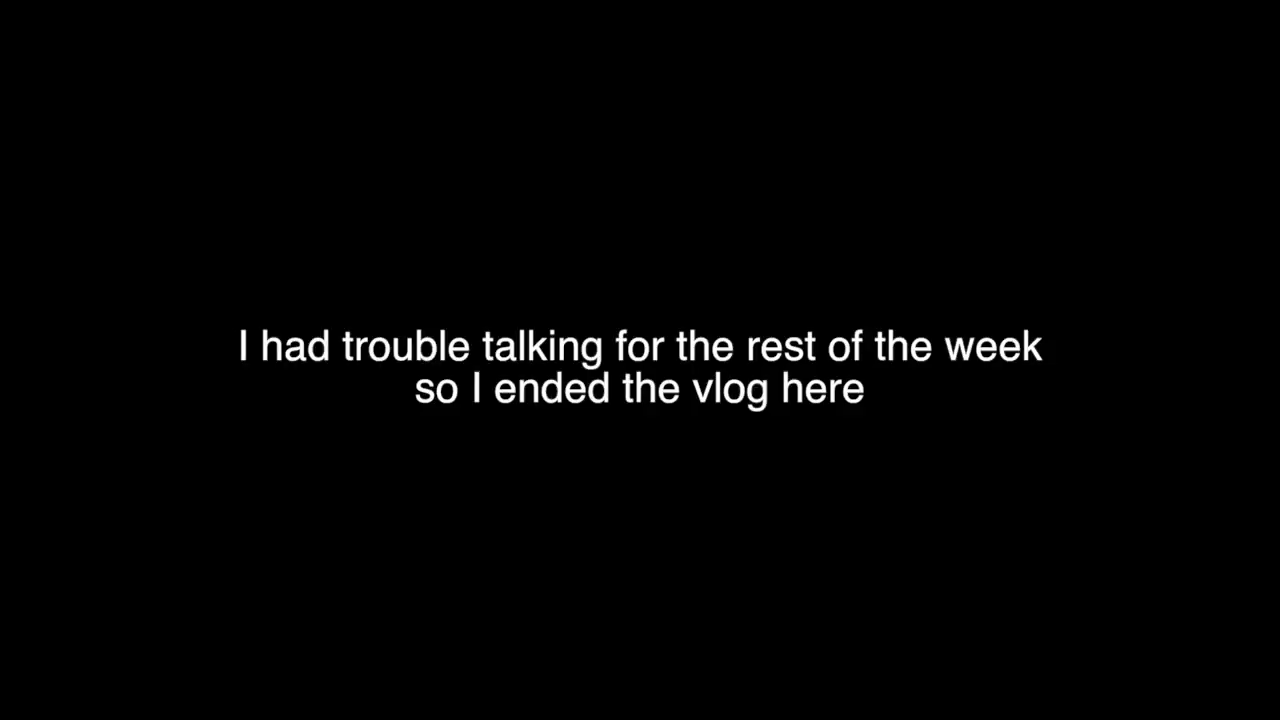 I had trouble talking for the rest of the week
so I ended the vlog here